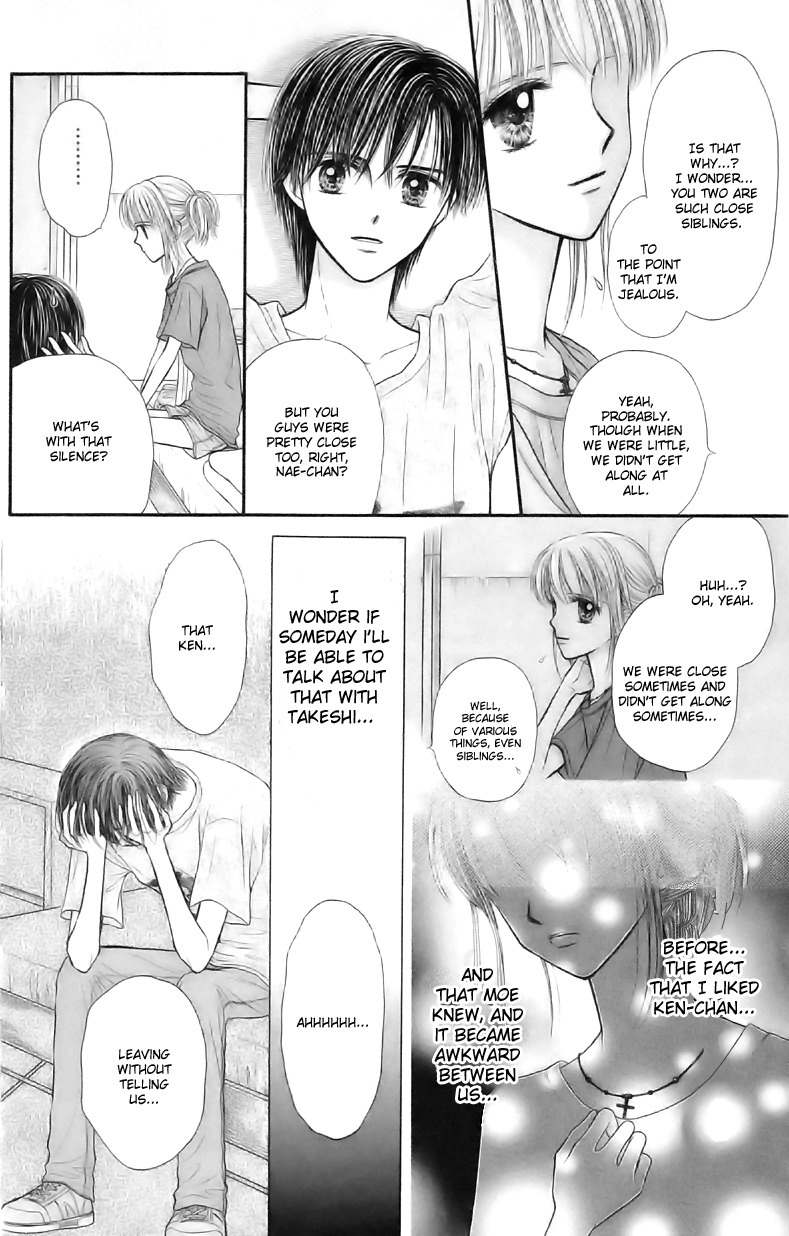 IS THAT
WHY...?
I WONDER...
YOU TWO ARE
SUCH CLOSE
SIBLINGS.
TO
THE POINT
THAT I'M
JEALOUS.
YEAH,
PROBABLY.
THOUGH WHEN
WE WERE LITTLE,
WE DIDN'T GET
ALONG AT
ALL.
BUT YOU
GUYS WERE
PRETTY CLOSE
TOO, RIGHT,
NAE-CHAN?
.........
WHAT'S
WITH THAT
SILENCE?
HUH...?
OH, YEAH.
WE WERE CLOSE
SOMETIMES AND
DIDN'T GET ALONG
SOMETIMES...
WELL,
BECAUSE
OF VARIOUS
THINGS, EVEN
SIBLINGS...
BEFORE...
THE FACT
THAT I LIKED
KEN-CHAN...
AND
THAT MOE
KNEW, AND
IT BECAME
AWKWARD
BETWEEN
US...
I
WONDER IF
SOMEDAY I'LL
BE ABLE TO
TALK ABOUT
THAT WITH
TAKESHI...
AHHHHHH...
THAT
KEN...
LEAVING
WITHOUT
TELLING
US...